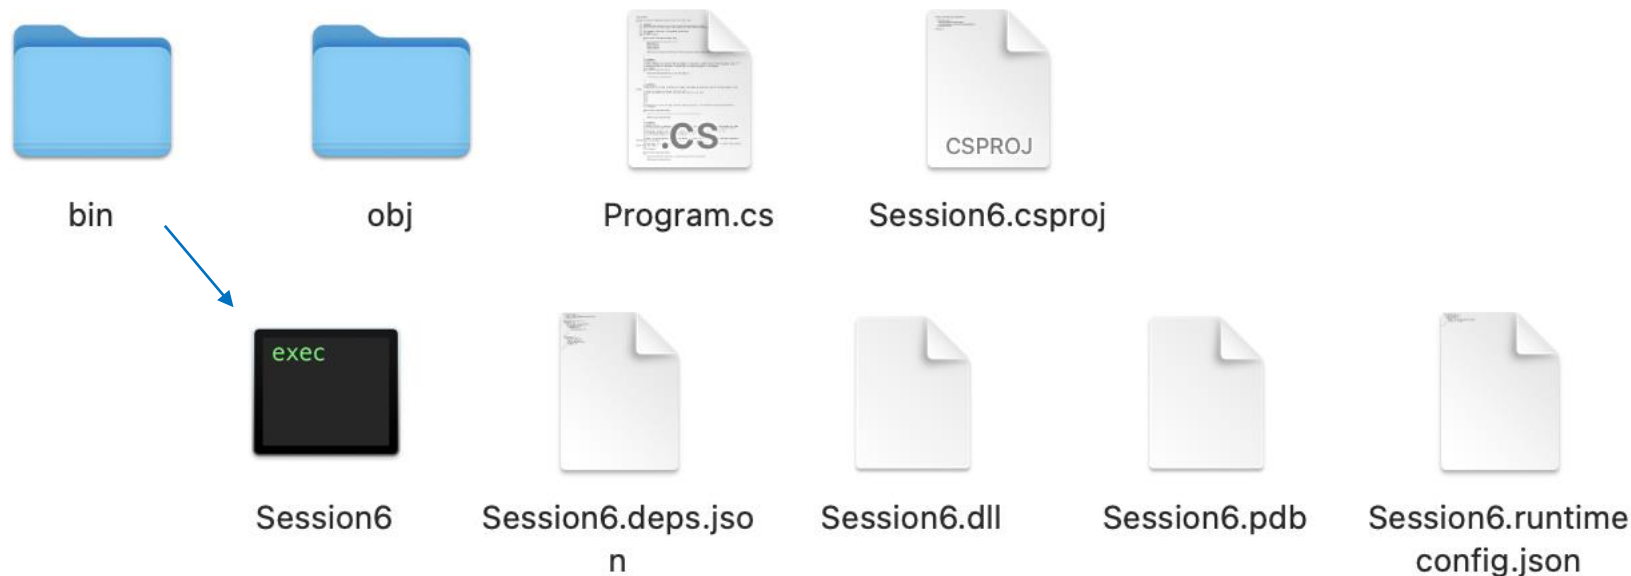 .CS
CSPROJ
bin
obj
Program.cs
Session6.csproj
exec
Session6
Session6.deps.jso
n
Session6.dll
Session6.pdb
Session6.runtime
config.json